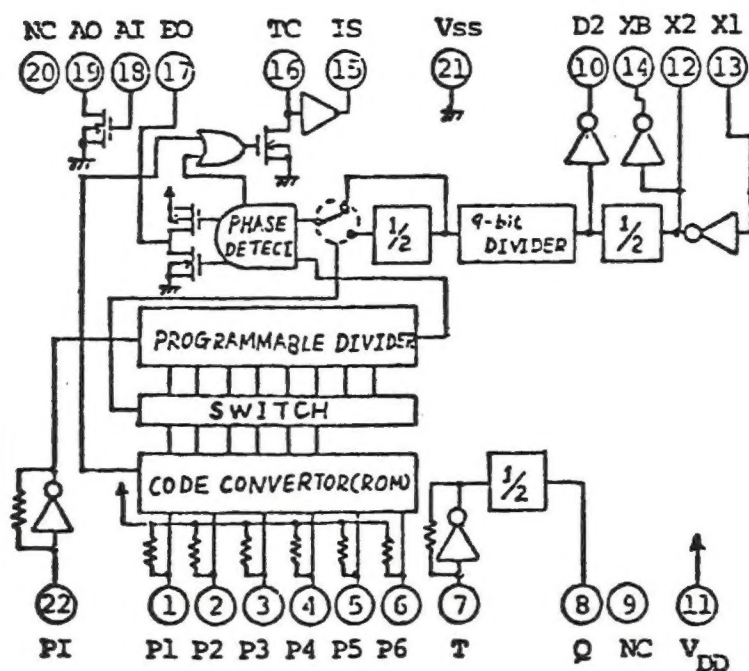 NC AO AI EO TC IS Vss D2 XB X2 X1
20 19 18 17 16 15 21 10 14 12 13
PHASE
DETECI
1/2
9-bit
DIVIDER
1/2
PROGRAMMABLE DIVIDER
SWITCH
CODE CONVERTOR(ROM)
1/2
22 1 2 3 4 5 6 7 8 9 11
PI P1 P2 P3 P4 P5 P6 T Q NC VDD